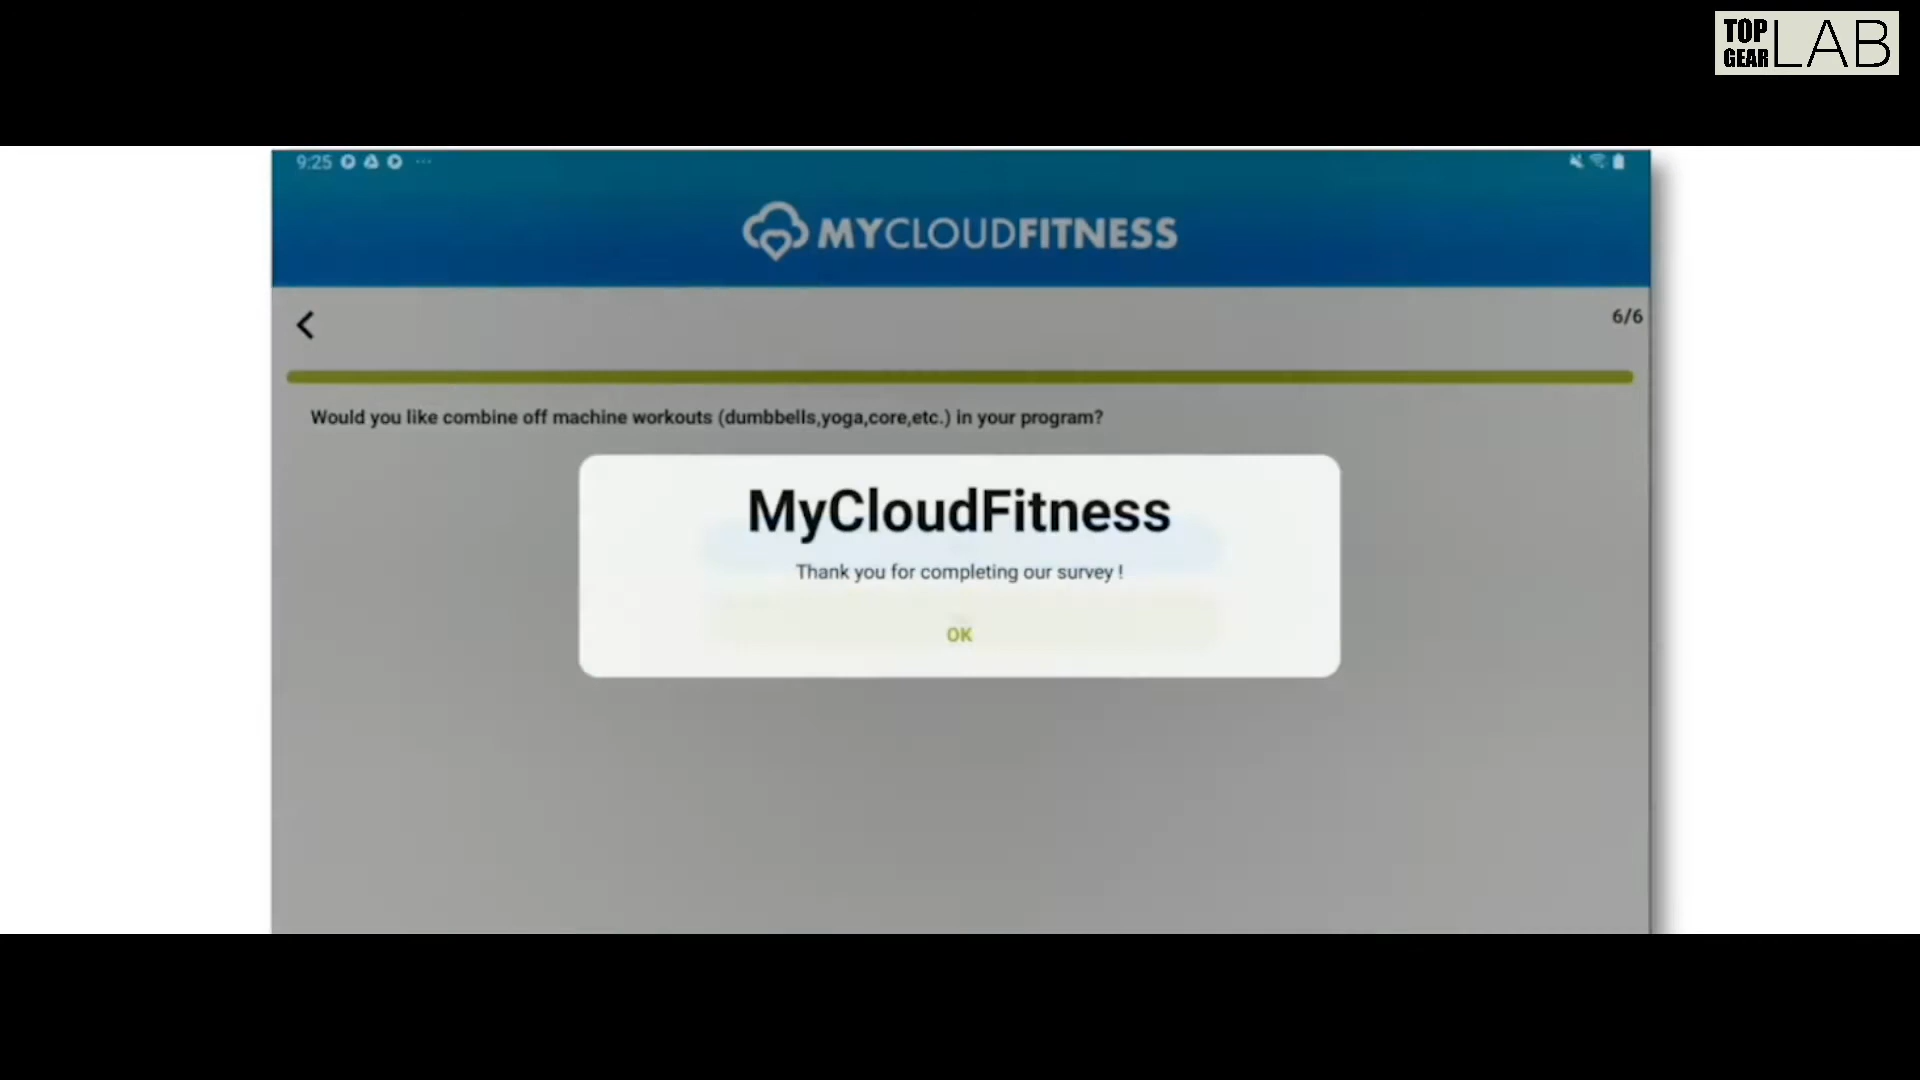 TOP
GEAR LAB
9:25
MYCLOUDFITNESS
6/6
Would you like combine off machine workouts (dumbbells,yoga,core,etc.) in your program?
MyCloudFitness
Thank you for completing our survey !
OK